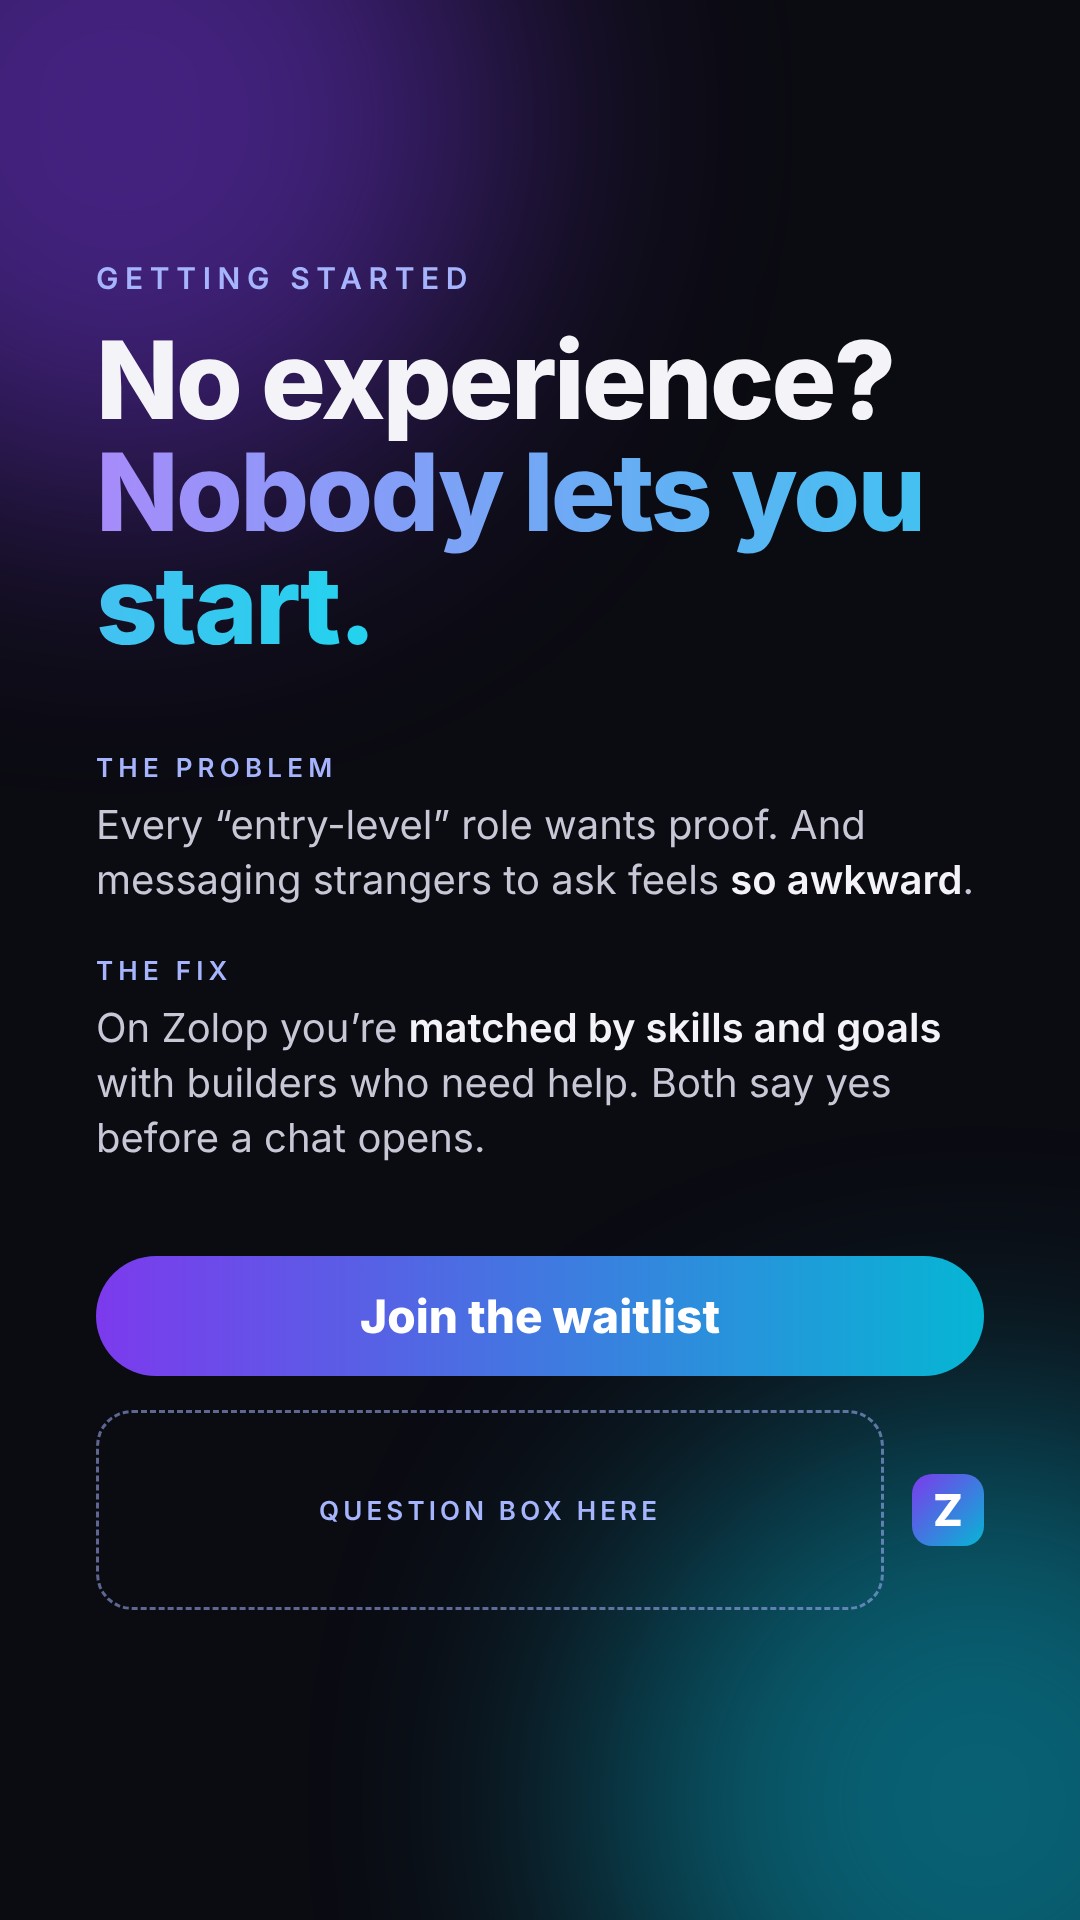 GETTING STARTED
No experience?
Nobody lets you
start.
THE PROBLEM
Every “entry-level” role wants proof. And
messaging strangers to ask feels so awkward.
THE FIX
On Zolop you’re matched by skills and goals
with builders who need help. Both say yes
before a chat opens.
Join the waitlist
QUESTION BOX HERE
Z